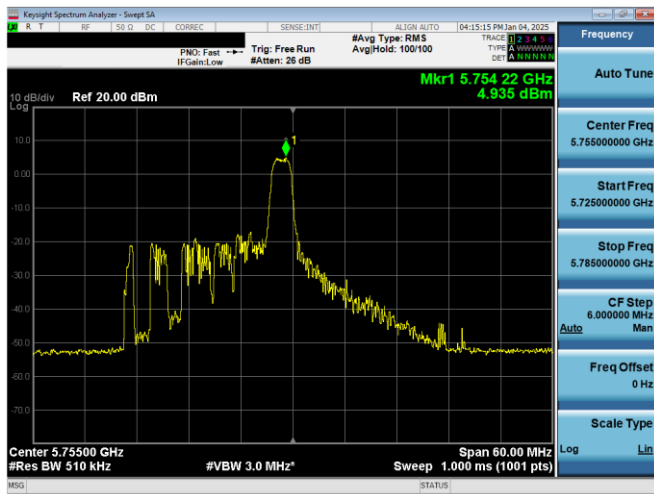 Keysight Spectrum Analyzer - Swept SA
R T RF 50 Ω DC CORREC SENSE:INT ALIGN AUTO 04:15:15 PM Jan 04, 2025
PNO: Fast Trig: Free Run #Avg Type: RMS TRACE 1 2 3 4 5 6
IFGain:Low #Atten: 26 dB Avg|Hold: 100/100 TYPE A WWWWW
DET A N N N N N
Mkr1 5.754 22 GHz
4.935 dBm
10 dB/div Ref 20.00 dBm
Log
1
10.0
0.00
-10.0
-20.0
-30.0
-40.0
-50.0
-60.0
-70.0
Center 5.75500 GHz Span 60.00 MHz
#Res BW 510 kHz #VBW 3.0 MHz* Sweep 1.000 ms (1001 pts)
MSG STATUS
Frequency
Auto Tune
Center Freq
5.755000000 GHz
Start Freq
5.725000000 GHz
Stop Freq
5.785000000 GHz
CF Step
6.000000 MHz
Auto Man
Freq Offset
0 Hz
Scale Type
Log Lin